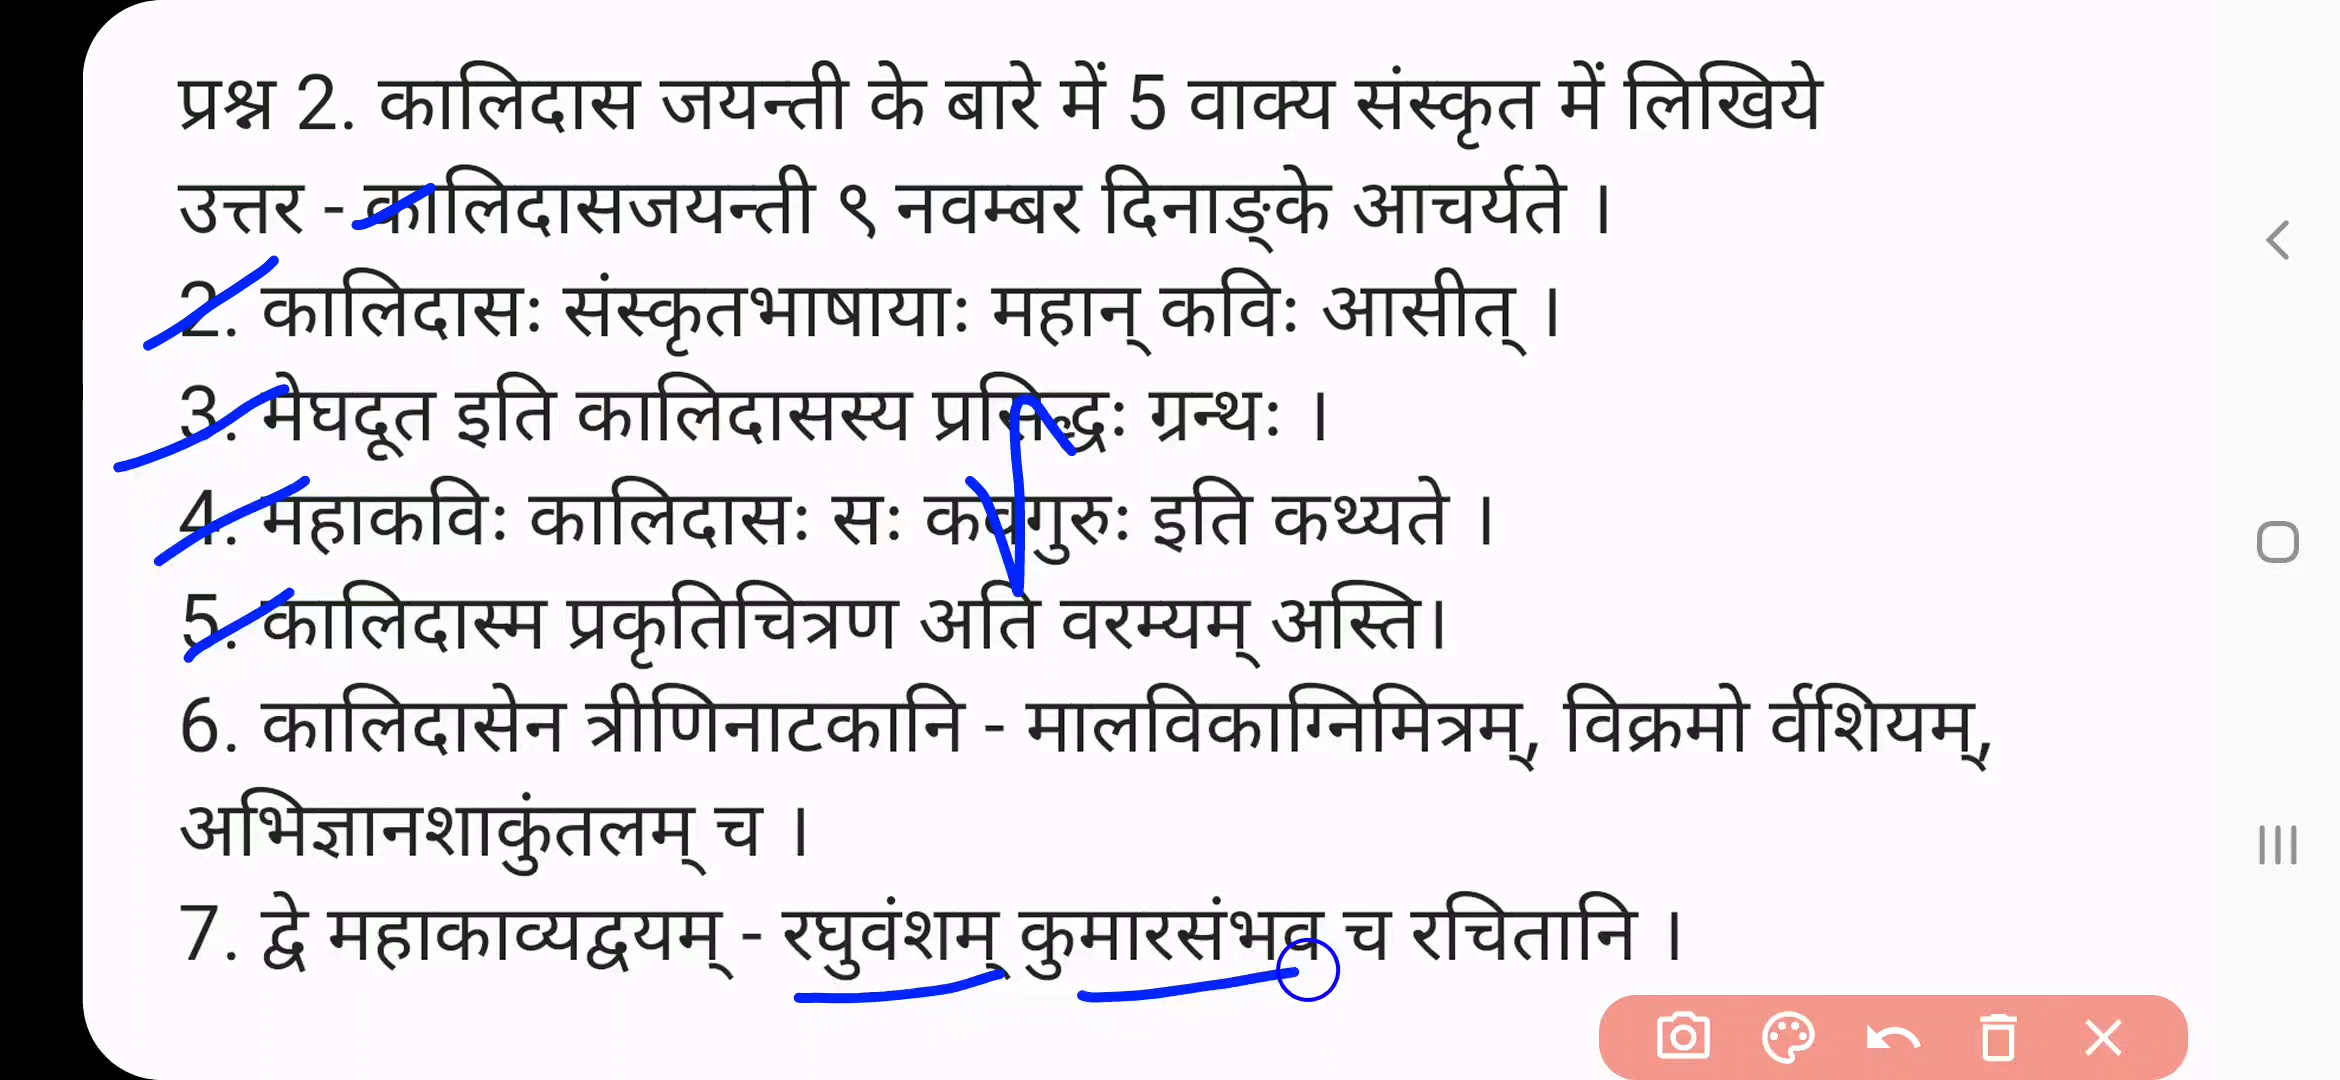 प्रश्न 2. कालिदास जयन्ती के बारे में 5 वाक्य संस्कृत में लिखिये
उत्तर - कालिदासजयन्ती ९ नवम्बर दिनाङ्के आचर्यते ।
2. कालिदासः संस्कृतभाषायाः महान् कविः आसीत् ।
3. मेघदूत इति कालिदासस्य प्रसिद्धः ग्रन्थः ।
4. महाकविः कालिदासः सः कवगुरुः इति कथ्यते ।
5. कालिदास्म प्रकृतिचित्रण अति वरम्यम् अस्ति।
6. कालिदासेन त्रीणिनाटकानि - मालविकाग्निमित्रम्, विक्रमो र्वशियम्,
अभिज्ञानशाकुंतलम् च ।
7. द्वे महाकाव्यद्वयम् - रघुवंशम् कुमारसंभव च रचितानि ।